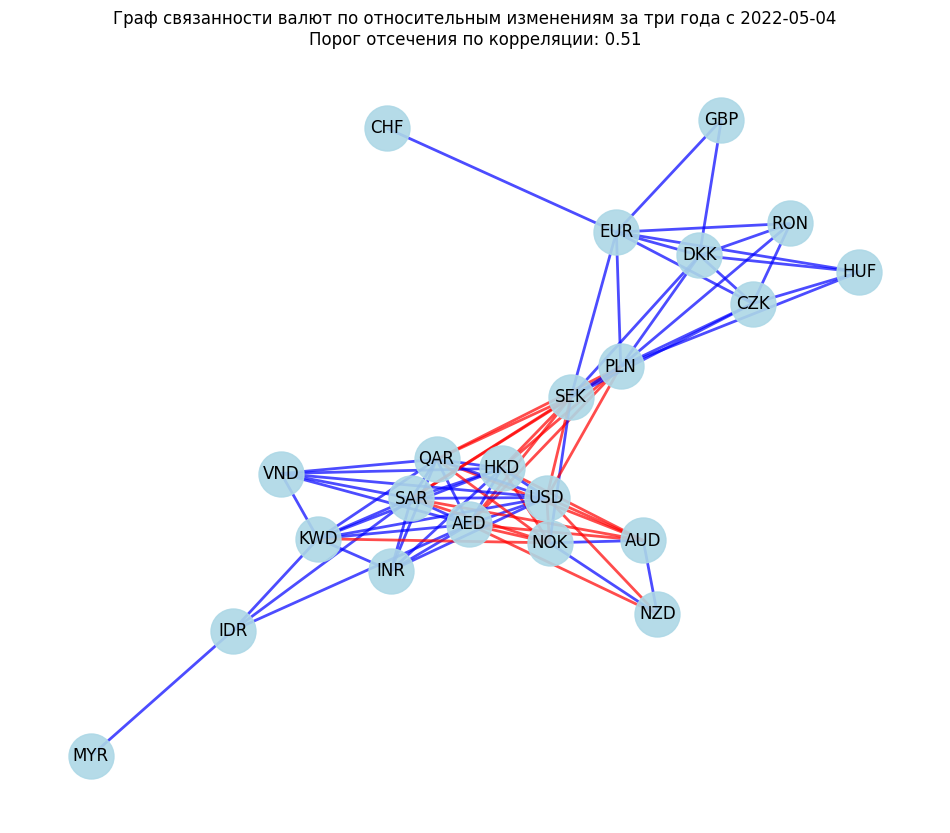 Граф связанности валют по относительным изменениям за три года с 2022-05-04
Порог отсечения по корреляции: 0.51
CHF
GBP
RON
EUR
DKK
HUF
CZK
PLN
SEK
QAR
HKD
VND
SAR
USD
AED
KWD
NOK
AUD
INR
NZD
IDR
MYR